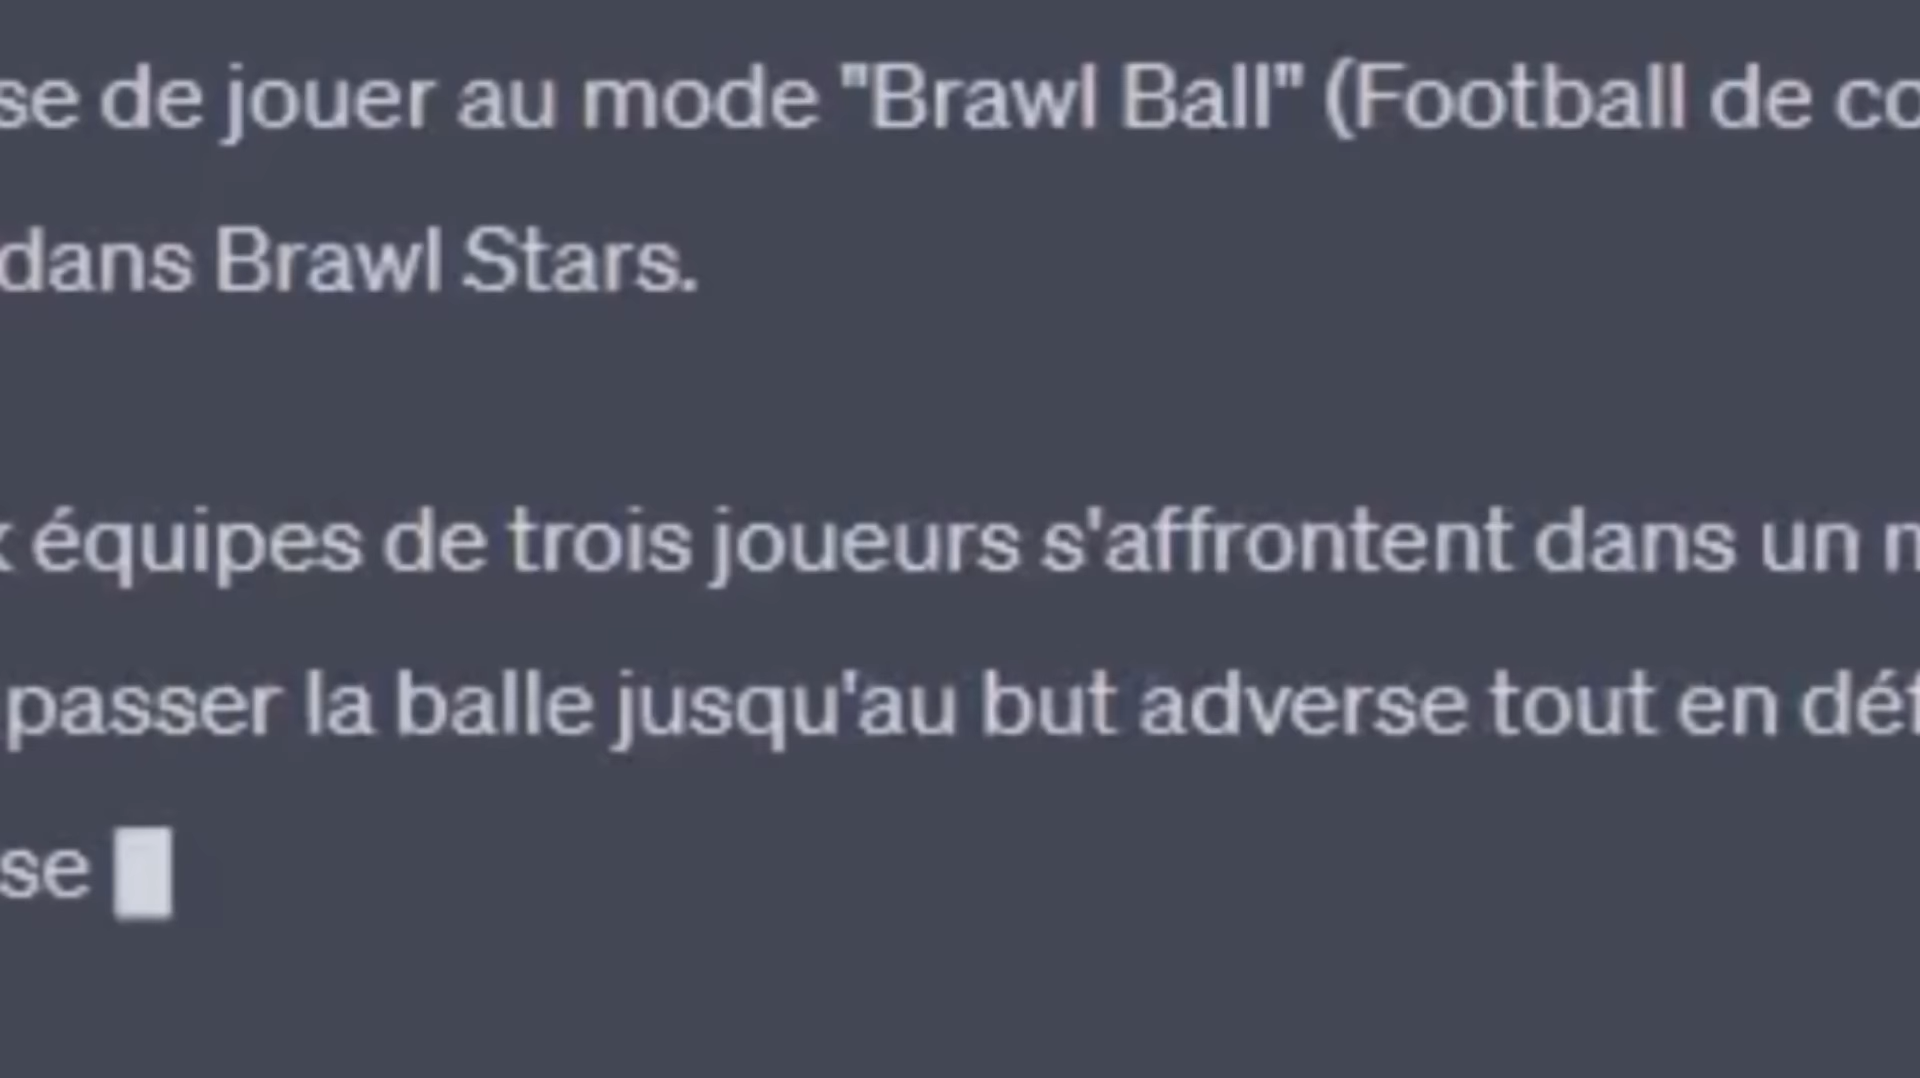 se de jouer au mode "Brawl Ball" (Football de co
dans Brawl Stars.
équipes de trois joueurs s'affrontent dans un
passer la balle jusqu'au but adverse tout en déf
se